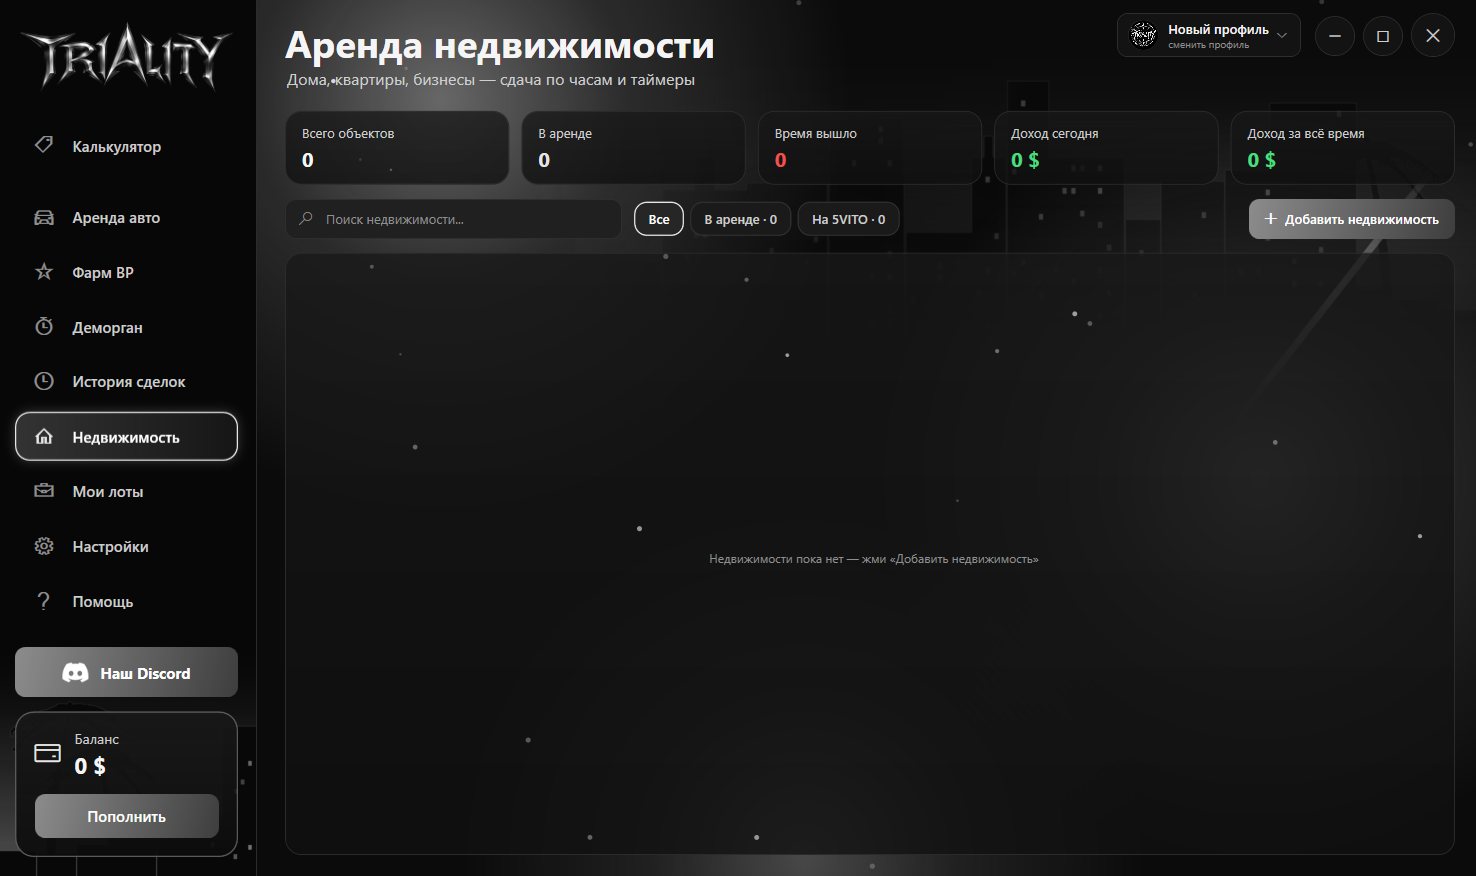 TRIALITY
Калькулятор
Аренда авто
Фарм BP
Деморган
История сделок
Недвижимость
Мои лоты
Настройки
Помощь
Наш Discord
Баланс
0 $
Пополнить
Аренда недвижимости
Дома, квартиры, бизнесы — сдача по часам и таймеры
Новый профиль
сменить профиль
Всего объектов
0
В аренде
0
Время вышло
0
Доход сегодня
0 $
Доход за всё время
0 $
Поиск недвижимости...
Все
В аренде · 0
На 5VITO · 0
+ Добавить недвижимость
Недвижимости пока нет — жми «Добавить недвижимость»